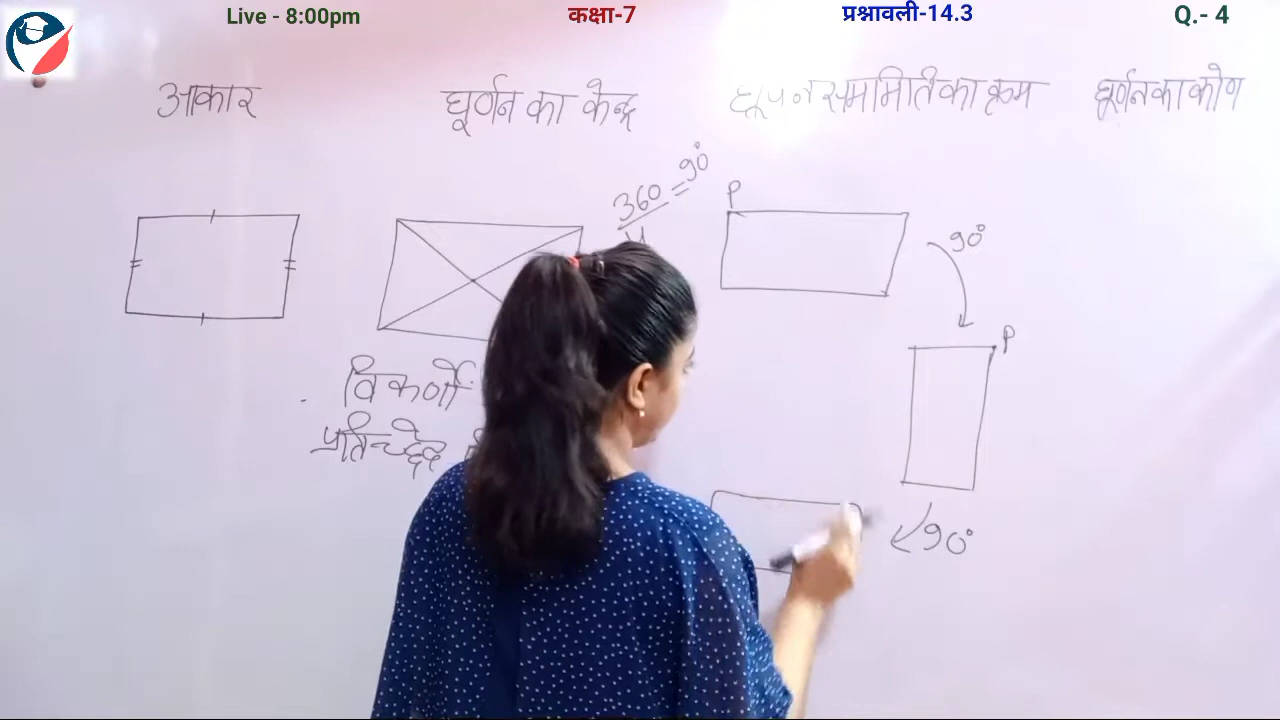 Live - 8:00pm
कक्षा-7
प्रश्नावली-14.3
Q.- 4
आकार
घूर्णन का केन्द्र
घूर्णन सममिति का क्रम
घूर्णन का कोण
360 = 90°
P
90°
P
विकर्णों
प्रतिच्छेद
90°